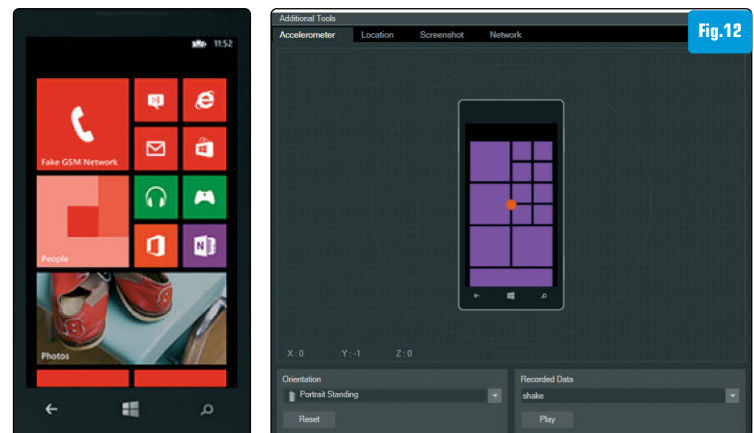 11:52
Fake GSM Network
People
Photos
Additional Tools
Accelerometer Location Screenshot Network
Fig.12
X:0 Y:-1 Z:0
Orientation
Portrait Standing
Reset
Recorded Data
shake
Play